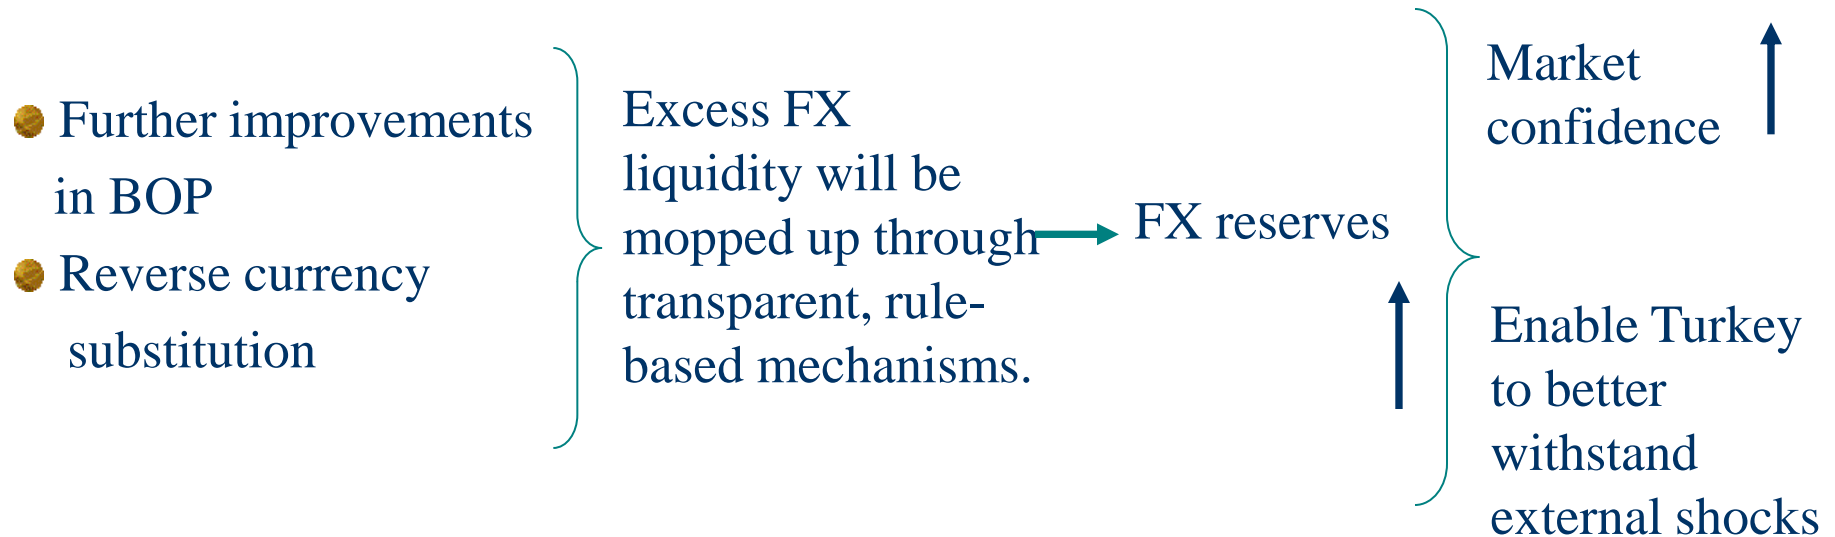 Further improvements
in BOP
Reverse currency
substitution
Excess FX
liquidity will be
mopped up through
transparent, rule-
based mechanisms.
FX reserves
Market
confidence
Enable Turkey
to better
withstand
external shocks